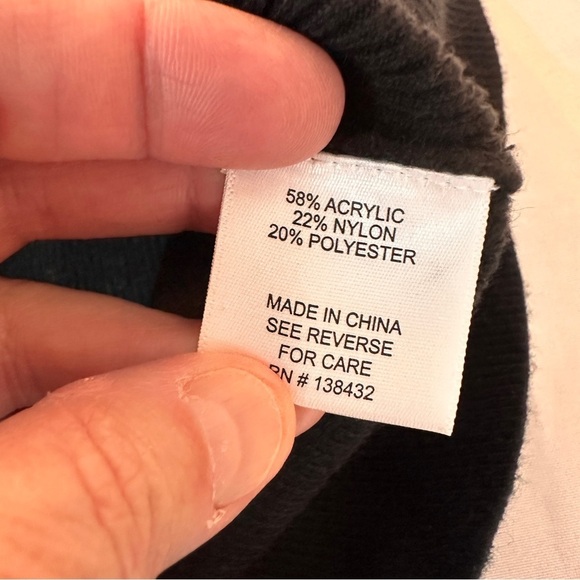 58% ACRYLIC
22% NYLON
20% POLYESTER
MADE IN CHINA
SEE REVERSE
FOR CARE
RN # 138432